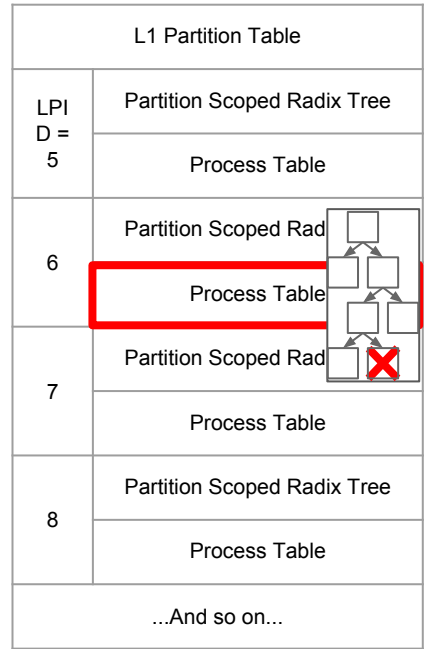 L1 Partition Table
LPI
D =
5
Partition Scoped Radix Tree
Process Table
6
Partition Scoped Rad
Process Table
7
Partition Scoped Rad
Process Table
8
Partition Scoped Radix Tree
Process Table
...And so on...